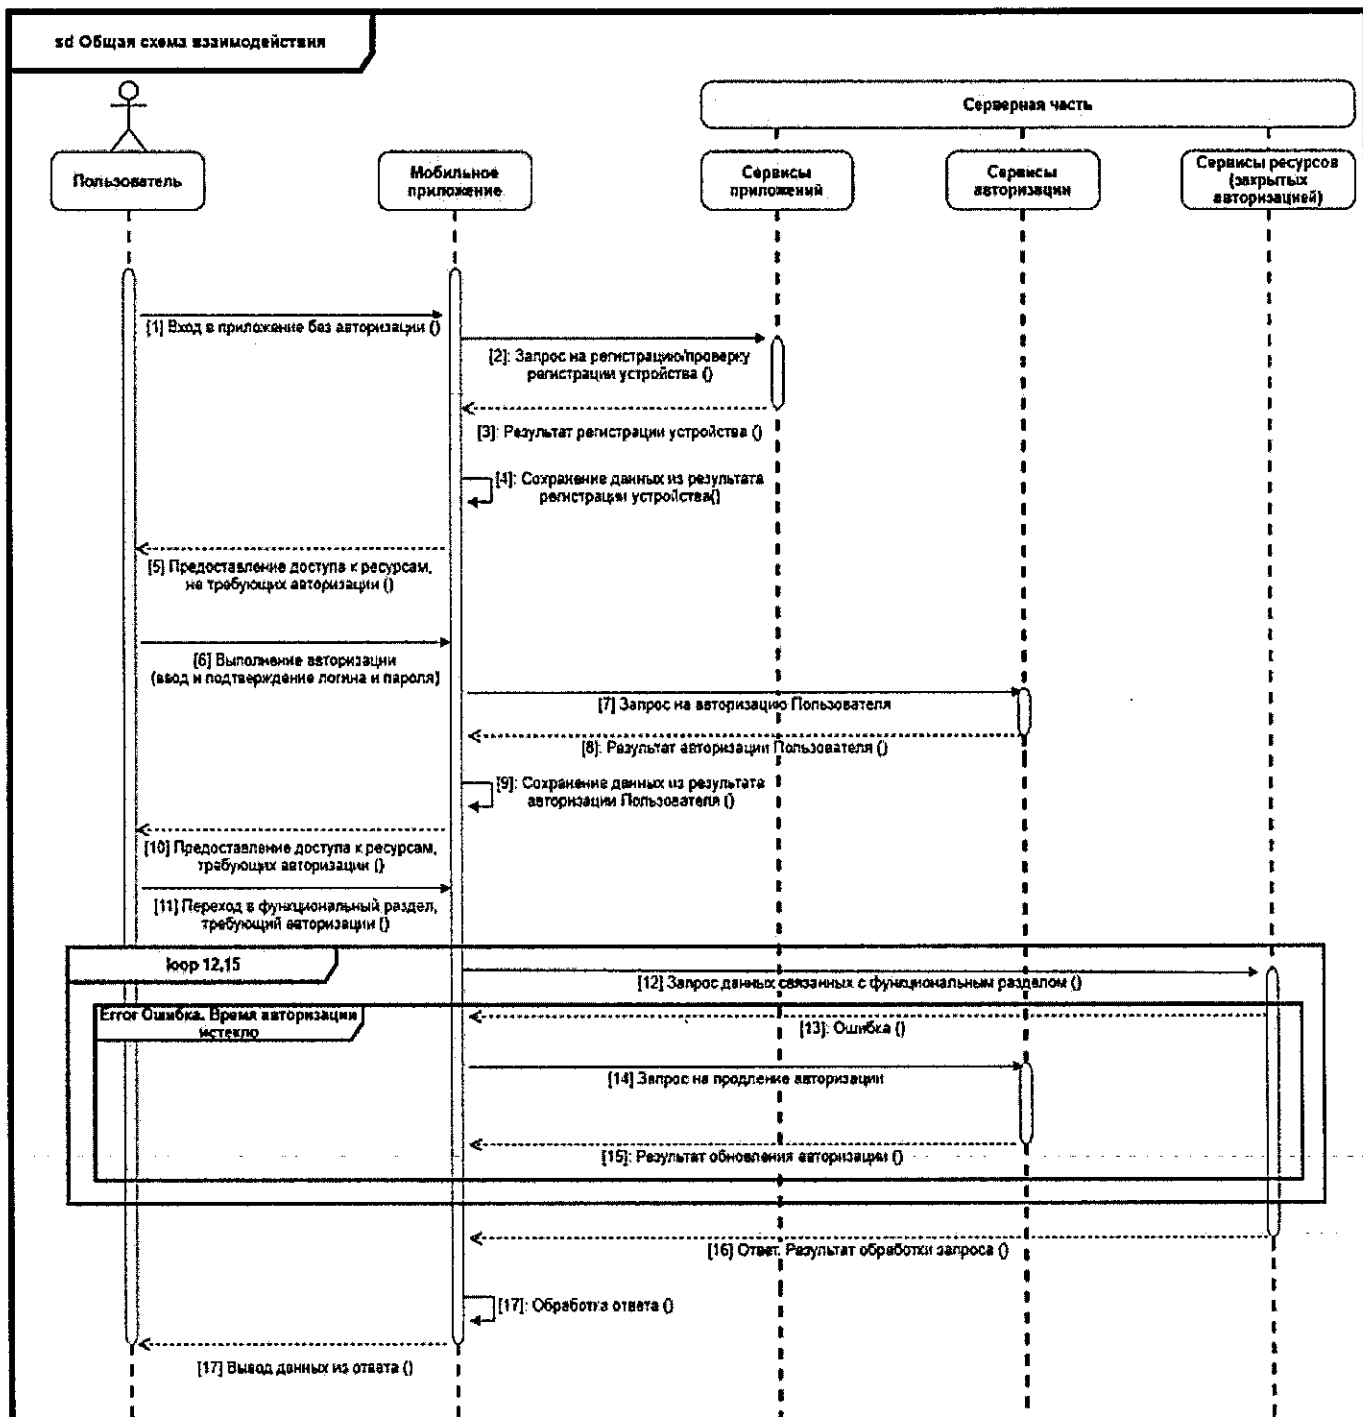 sd Общая схема взаимодействия
Серверная часть
Пользователь
Мобильное
приложение
Сервисы
приложений
Сервисы
авторизации
Сервисы ресурсов
(закрытых
авторизацией)
[1] Вход в приложение без авторизации ()
[2]: Запрос на регистрацию/проверку
регистрации устройства ()
[3]: Результат регистрации устройства ()
[4]: Сохранение данных из результата
регистрации устройства()
[5] Предоставление доступа к ресурсам,
не требующих авторизации ()
[6] Выполнение авторизации
(ввод и подтверждение логина и пароля)
[7] Запрос на авторизацию Пользователя
[8]: Результат авторизации Пользователя ()
[9]: Сохранение данных из результата
авторизации Пользователя ()
[10] Предоставление доступа к ресурсам,
требующих авторизации ()
[11] Переход в функциональный раздел,
требующий авторизации ()
loop 12,15
[12] Запрос данных связанных с функциональным разделом ()
Error Ошибка. Время авторизации
истекло
[13]: Ошибка ()
[14] Запрос на продление авторизации
[15]: Результат обновления авторизации ()
[16] Ответ. Результат обработки запроса ()
[17]: Обработка ответа ()
[17] Вывод данных из ответа ()